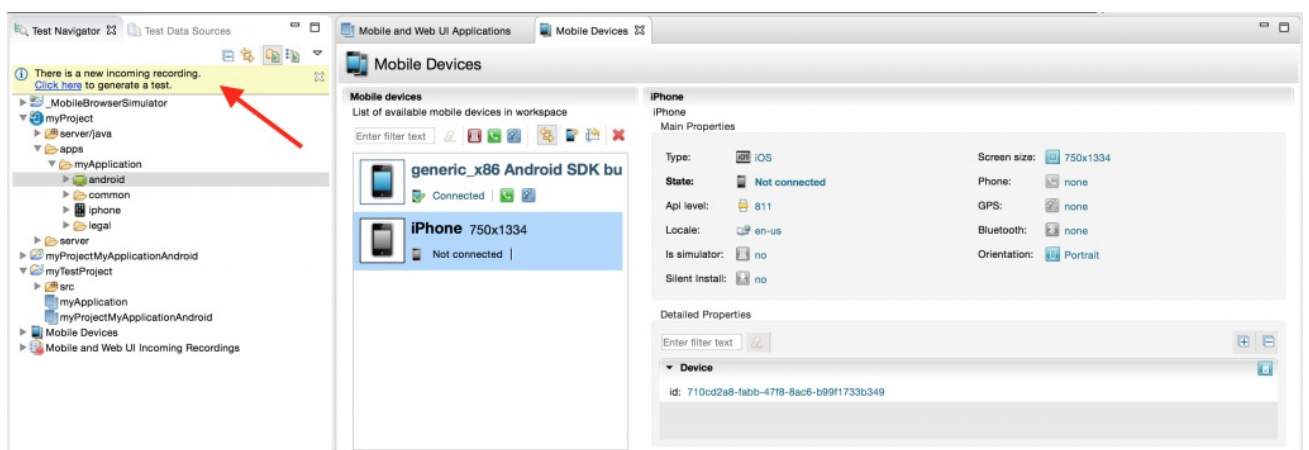 Test Navigator
Test Data Sources
There is a new incoming recording.
Click here to generate a test.
_MobileBrowserSimulator
myProject
server/java
apps
myApplication
android
common
iphone
legal
server
myProjectMyApplicationAndroid
myTestProject
src
myApplication
myProjectMyApplicationAndroid
Mobile Devices
Mobile and Web UI Incoming Recordings
Mobile and Web UI Applications
Mobile Devices
Mobile Devices
Mobile devices
List of available mobile devices in workspace
Enter filter text
generic_x86 Android SDK bu
Connected
iPhone 750x1334
Not connected
iPhone
iPhone
Main Properties
Type: iOS Screen size: 750x1334
State: Not connected Phone: none
Api level: 811 GPS: none
Locale: en-us Bluetooth: none
Is simulator: no Orientation: Portrait
Silent Install: no
Detailed Properties
Enter filter text
Device
id: 710cd2a8-fabb-47f8-8ac6-b99f1733b349